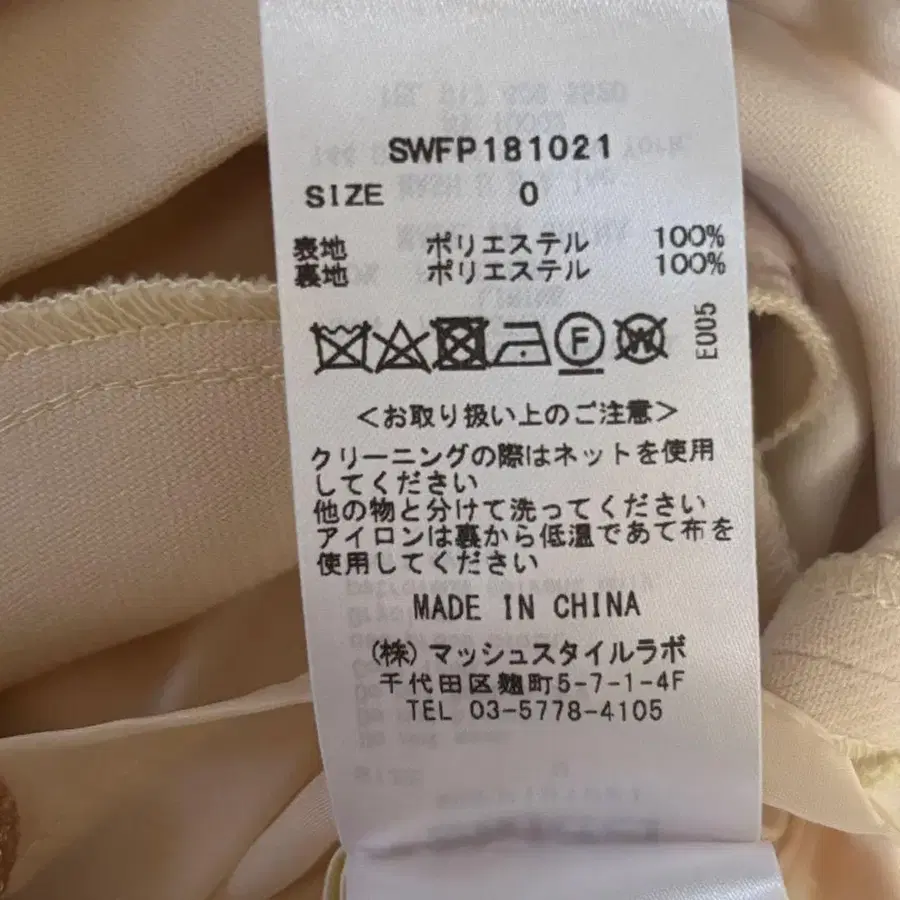 SWFP181021
SIZE 0
表地 ポリエステル 100%
裏地 ポリエステル 100%
F W E005
<お取り扱い上のご注意>
クリーニングの際はネットを使用
してください
他の物と分けて洗ってください
アイロンは裏から低温であて布を
使用してください
MADE IN CHINA
(株)マッシュスタイルラボ
千代田区麹町5-7-1-4F
TEL 03-5778-4105